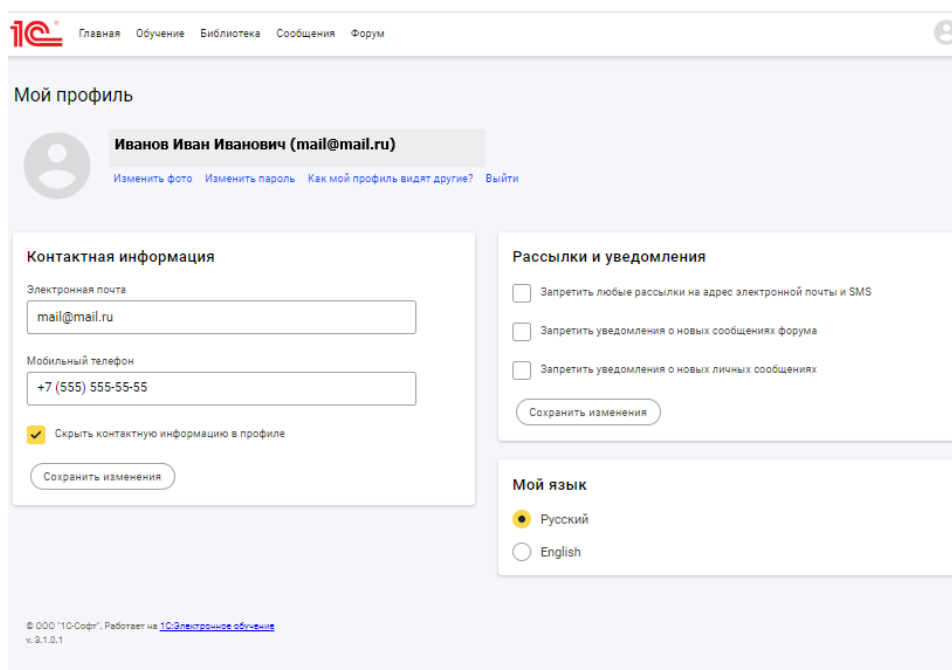 1С
Главная Обучение Библиотека Сообщения Форум
Мой профиль
Иванов Иван Иванович (mail@mail.ru)
Изменить фото Изменить пароль Как мой профиль видят другие? Выйти
Контактная информация
Электронная почта
mail@mail.ru
Мобильный телефон
+7 (555) 555-55-55
Скрыть контактную информацию в профиле
Сохранить изменения
Рассылки и уведомления
Запретить любые рассылки на адрес электронной почты и SMS
Запретить уведомления о новых сообщениях форума
Запретить уведомления о новых личных сообщениях
Сохранить изменения
Мой язык
Русский
English
© ООО "1С-Софт". Работает на 1С:Электронное обучение
v. 3.1.0.1